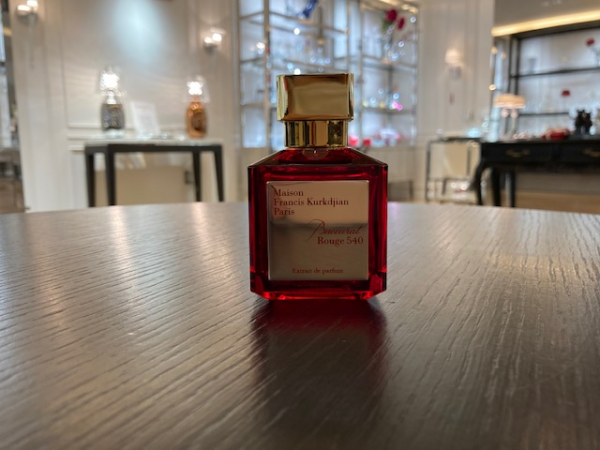 Maison
Francis Kurkdjian
Paris
Baccarat
Rouge 540
Extrait de parfum